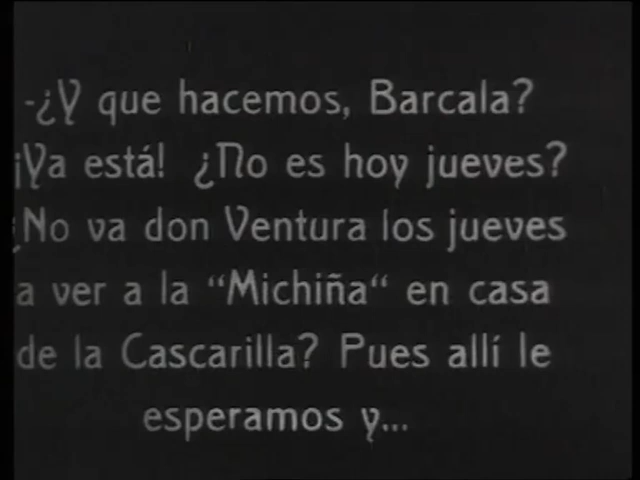 -¿Y que hacemos, Barcala?
¡Ya está! ¿No es hoy jueves?
¿No va don Ventura los jueves
a ver a la “Michiña“ en casa
de la Cascarilla? Pues allí le
esperamos y...